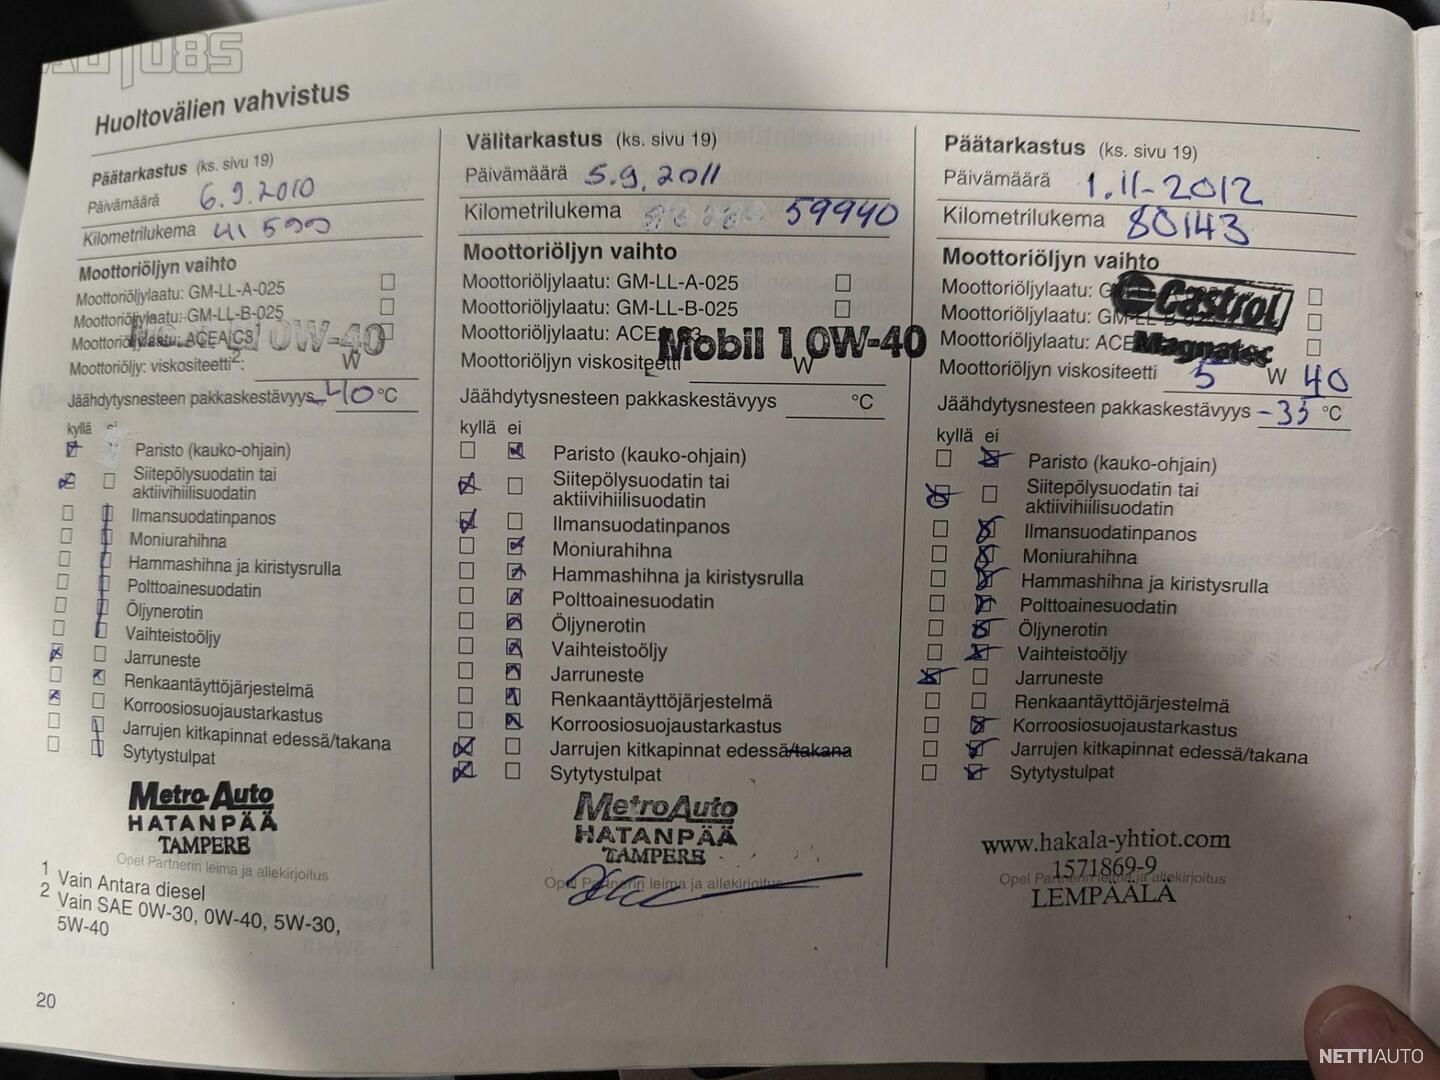 Huoltovälien vahvistus
Päätarkastus (ks. sivu 19)
Päivämäärä 6.9.2010
Kilometrilukema 41 599
Moottoriöljyn vaihto
Moottoriöljylaatu: GM-LL-A-025
Moottoriöljylaatu: GM-LL-B-025
Moottoriöljylaatu: ACEA C3
10W-40
Moottoriöljy: viskositeetti2: W
Jäähdytysnesteen pakkaskestävyys -40 °C
kyllä ei
Paristo (kauko-ohjain)
Siitepölysuodatin tai
aktiivihiilisuodatin
Ilmansuodatinpanos
Moniurahihna
Hammashihna ja kiristysrulla
Polttoainesuodatin
Öljynerotin
Vaihteistoöljy
Jarruneste
Renkaantäyttöjärjestelmä
Korroosiosuojaustarkastus
Jarrujen kitkapinnat edessä/takana
Sytytystulpat
Metro-Auto
HATANPÄÄ
TAMPERE
Opel Partnerin leima ja allekirjoitus
1 Vain Antara diesel
2 Vain SAE 0W-30, 0W-40, 5W-30,
5W-40
20
Välitarkastus (ks. sivu 19)
Päivämäärä 5.9.2011
Kilometrilukema 59940
Moottoriöljyn vaihto
Moottoriöljylaatu: GM-LL-A-025
Moottoriöljylaatu: GM-LL-B-025
Moottoriöljylaatu: ACEA C3
Mobil 1 0W-40
Moottoriöljyn viskositeetti W
Jäähdytysnesteen pakkaskestävyys °C
kyllä ei
Paristo (kauko-ohjain)
Siitepölysuodatin tai
aktiivihiilisuodatin
Ilmansuodatinpanos
Moniurahihna
Hammashihna ja kiristysrulla
Polttoainesuodatin
Öljynerotin
Vaihteistoöljy
Jarruneste
Renkaantäyttöjärjestelmä
Korroosiosuojaustarkastus
Jarrujen kitkapinnat edessä/takana
Sytytystulpat
MetroAuto
HATANPÄÄ
TAMPERE
Opel Partnerin leima ja allekirjoitus
Päätarkastus (ks. sivu 19)
Päivämäärä 1.11-2012
Kilometrilukema 80143
Moottoriöljyn vaihto
Moottoriöljylaatu:
Castrol
Moottoriöljylaatu: GM-LL-B-025
Moottoriöljylaatu: ACE
Magnatec
Moottoriöljyn viskositeetti 5 W 40
Jäähdytysnesteen pakkaskestävyys -35 °C
kyllä ei
Paristo (kauko-ohjain)
Siitepölysuodatin tai
aktiivihiilisuodatin
Ilmansuodatinpanos
Moniurahihna
Hammashihna ja kiristysrulla
Polttoainesuodatin
Öljynerotin
Vaihteistoöljy
Jarruneste
Renkaantäyttöjärjestelmä
Korroosiosuojaustarkastus
Jarrujen kitkapinnat edessä/takana
Sytytystulpat
www.hakala-yhtiot.com
1571869-9
Opel Partnerin leima ja allekirjoitus
LEMPÄÄLÄ
NETTIAUTO